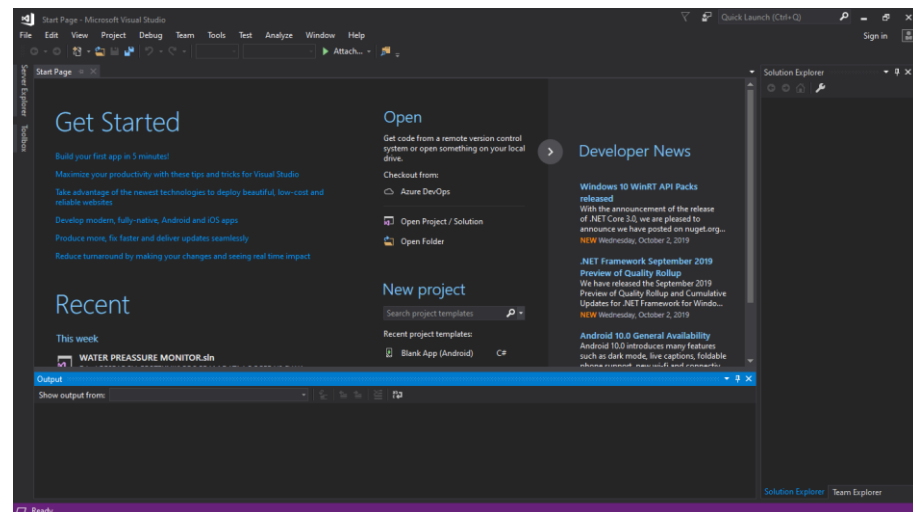 Start Page - Microsoft Visual Studio
Quick Launch (Ctrl+Q)
File Edit View Project Debug Team Tools Test Analyze Window Help
Sign in
Attach...
Server Explorer
Toolbox
Start Page
Get Started
Build your first app in 5 minutes!
Maximize your productivity with these tips and tricks for Visual Studio
Take advantage of the newest technologies to deploy beautiful, low-cost and
reliable websites
Develop modern, fully-native, Android and iOS apps
Produce more, fix faster and deliver updates seamlessly
Reduce turnaround by making your changes and seeing real time impact
Recent
This week
WATER PREASSURE MONITOR.sln
Open
Get code from a remote version control
system or open something on your local
drive.
Checkout from:
Azure DevOps
Open Project / Solution
Open Folder
New project
Search project templates
Recent project templates:
Blank App (Android) C#
Developer News
Windows 10 WinRT API Packs
released
With the announcement of the release
of .NET Core 3.0, we are pleased to
announce we have posted on nuget.org...
NEW Wednesday, October 2, 2019
.NET Framework September 2019
Preview of Quality Rollup
We have released the September 2019
Preview of Quality Rollup and Cumulative
Updates for .NET Framework for Windo...
NEW Wednesday, October 2, 2019
Android 10.0 General Availability
Android 10.0 introduces many features
such as dark mode, live captions, foldable
phone support, new wi-fi and connectiv
Solution Explorer
Output
Show output from:
Solution Explorer Team Explorer
Ready